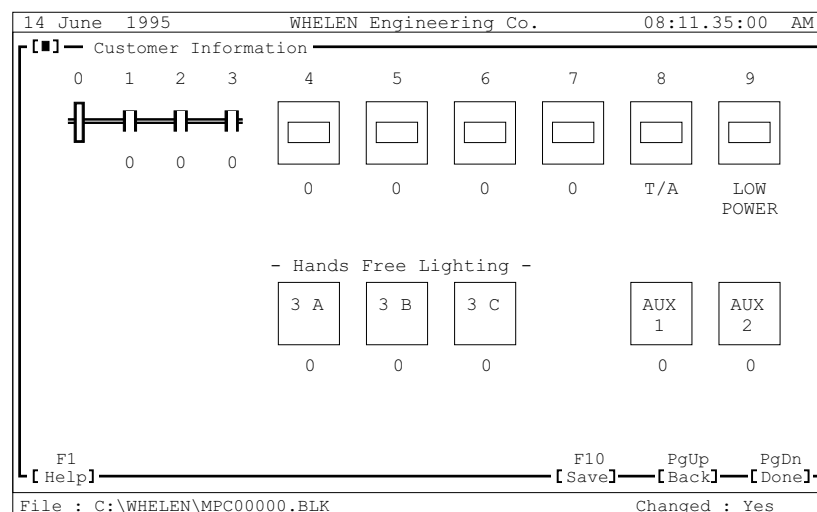 14 June 1995 WHELEN Engineering Co. 08:11.35:00 AM
[■] Customer Information
0 1 2 3 4 5 6 7 8 9
0 0 0
0 0 0 0 T/A LOW
POWER
- Hands Free Lighting -
3 A 3 B 3 C AUX AUX
1 2
0 0 0 0 0
F1 F10 PgUp PgDn
[Help] [Save] [Back] [Done]
File : C:\WHELEN\MPC00000.BLK Changed : Yes